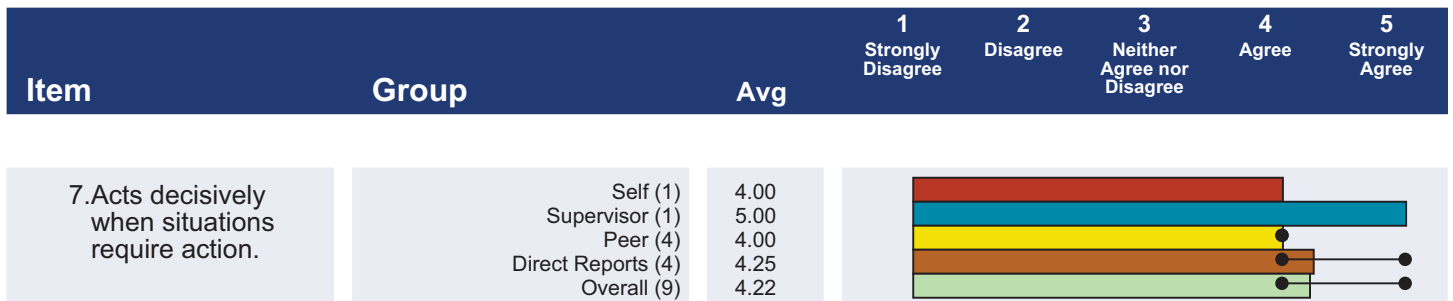 Item
Group
Avg
1
Strongly
Disagree
2
Disagree
3
Neither
Agree nor
Disagree
4
Agree
5
Strongly
Agree
7.Acts decisively
when situations
require action.
Self (1) 4.00
Supervisor (1) 5.00
Peer (4) 4.00
Direct Reports (4) 4.25
Overall (9) 4.22